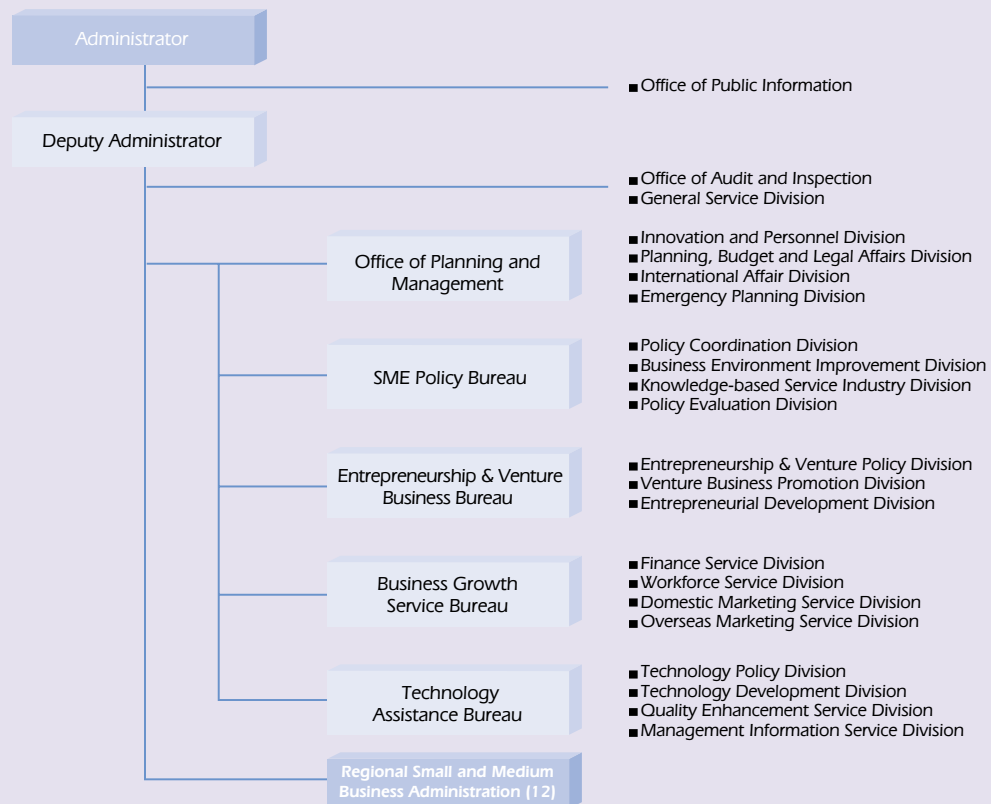 Administrator
■ Office of Public Information
Deputy Administrator
■ Office of Audit and Inspection
■ General Service Division
Office of Planning and
Management
■ Innovation and Personnel Division
■ Planning, Budget and Legal Affairs Division
■ International Affair Division
■ Emergency Planning Division
SME Policy Bureau
■ Policy Coordination Division
■ Business Environment Improvement Division
■ Knowledge-based Service Industry Division
■ Policy Evaluation Division
Entrepreneurship & Venture
Business Bureau
■ Entrepreneurship & Venture Policy Division
■ Venture Business Promotion Division
■ Entrepreneurial Development Division
Business Growth
Service Bureau
■ Finance Service Division
■ Workforce Service Division
■ Domestic Marketing Service Division
■ Overseas Marketing Service Division
Technology
Assistance Bureau
■ Technology Policy Division
■ Technology Development Division
■ Quality Enhancement Service Division
■ Management Information Service Division
Regional Small and Medium
Business Administration (12)